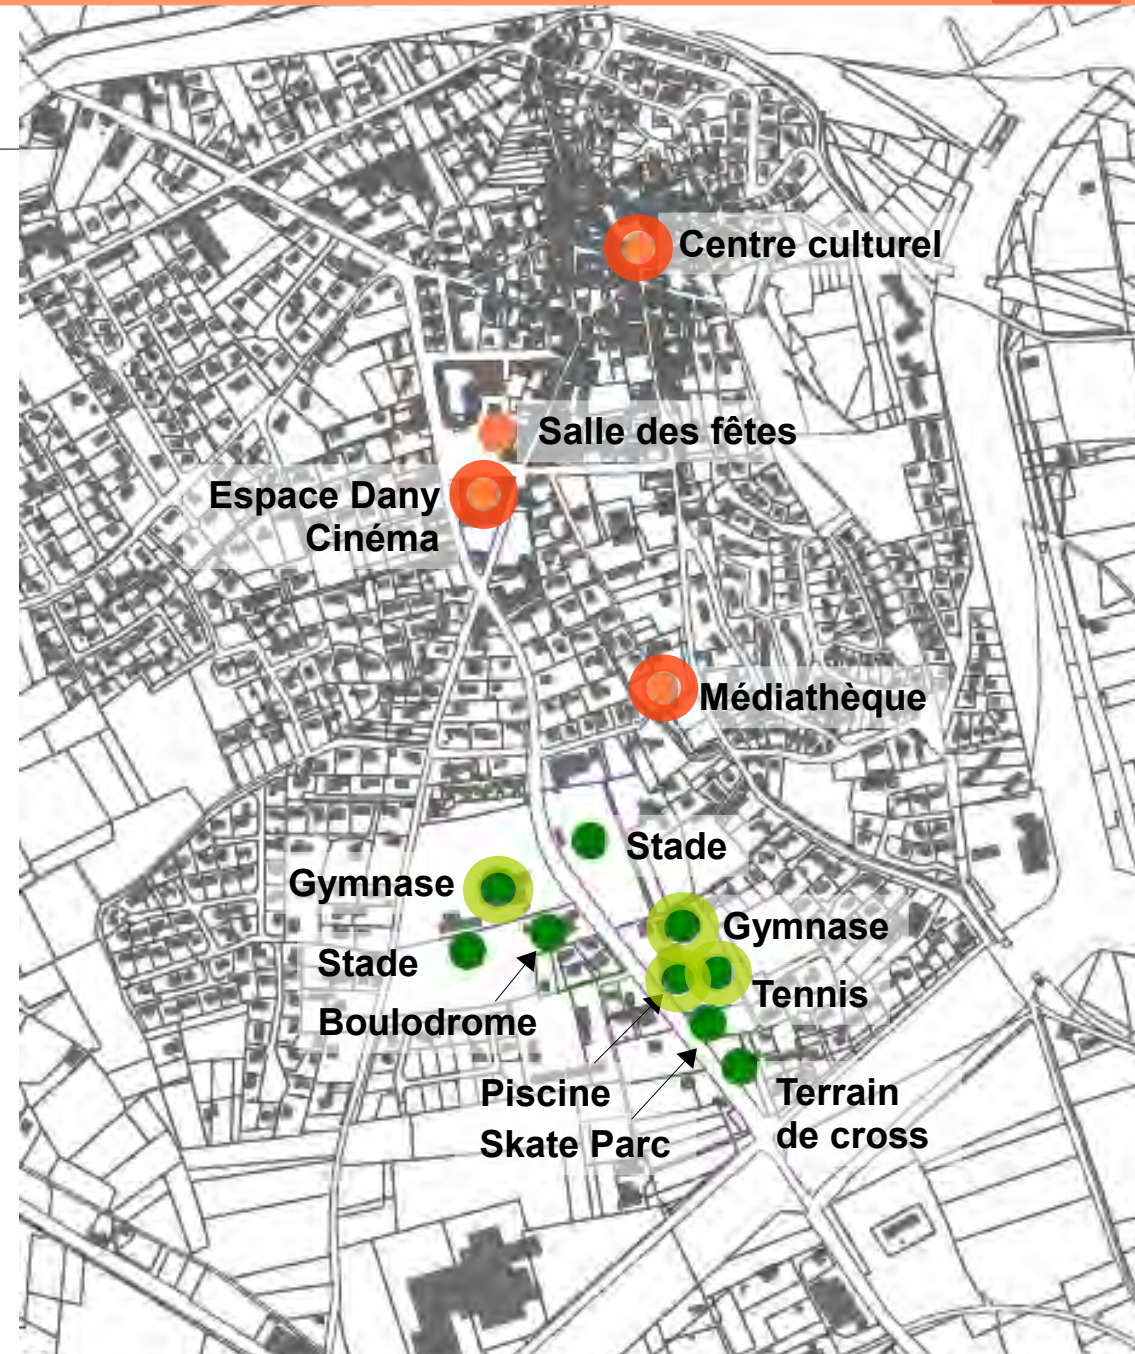 Centre culturel
Salle des fêtes
Espace Dany
Cinéma
Médiathèque
Stade
Gymnase
Gymnase
Stade
Tennis
Boulodrome
Piscine
Terrain
de cross
Skate Parc